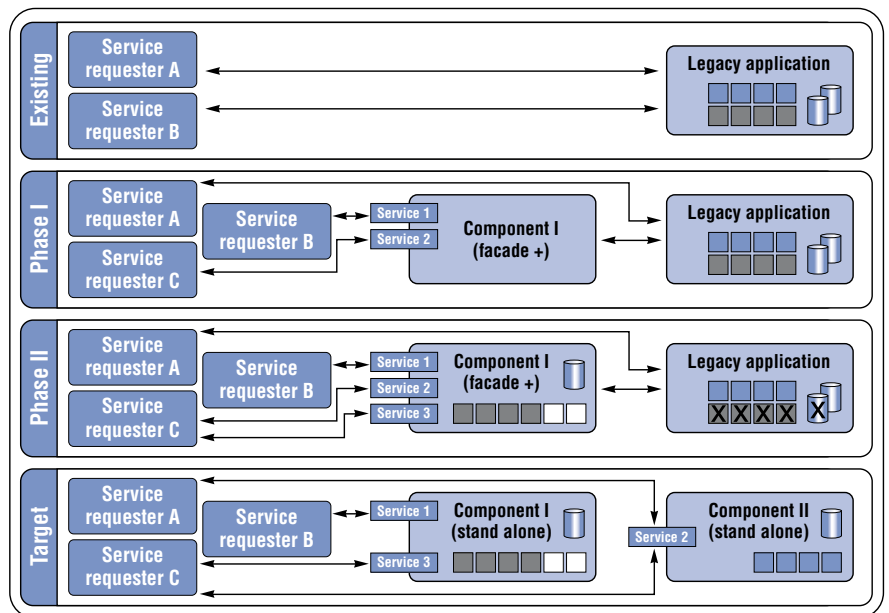 Existing
Service
requester A
Service
requester B
Legacy application
Phase I
Service
requester A
Service
requester B
Service
requester C
Service 1
Service 2
Component I
(facade +)
Legacy application
Phase II
Service
requester A
Service
requester B
Service
requester C
Service 1
Service 2
Service 3
Component I
(facade +)
Legacy application
X X X X
X
Target
Service
requester A
Service
requester B
Service
requester C
Service 1
Service 3
Component I
(stand alone)
Service 2
Component II
(stand alone)